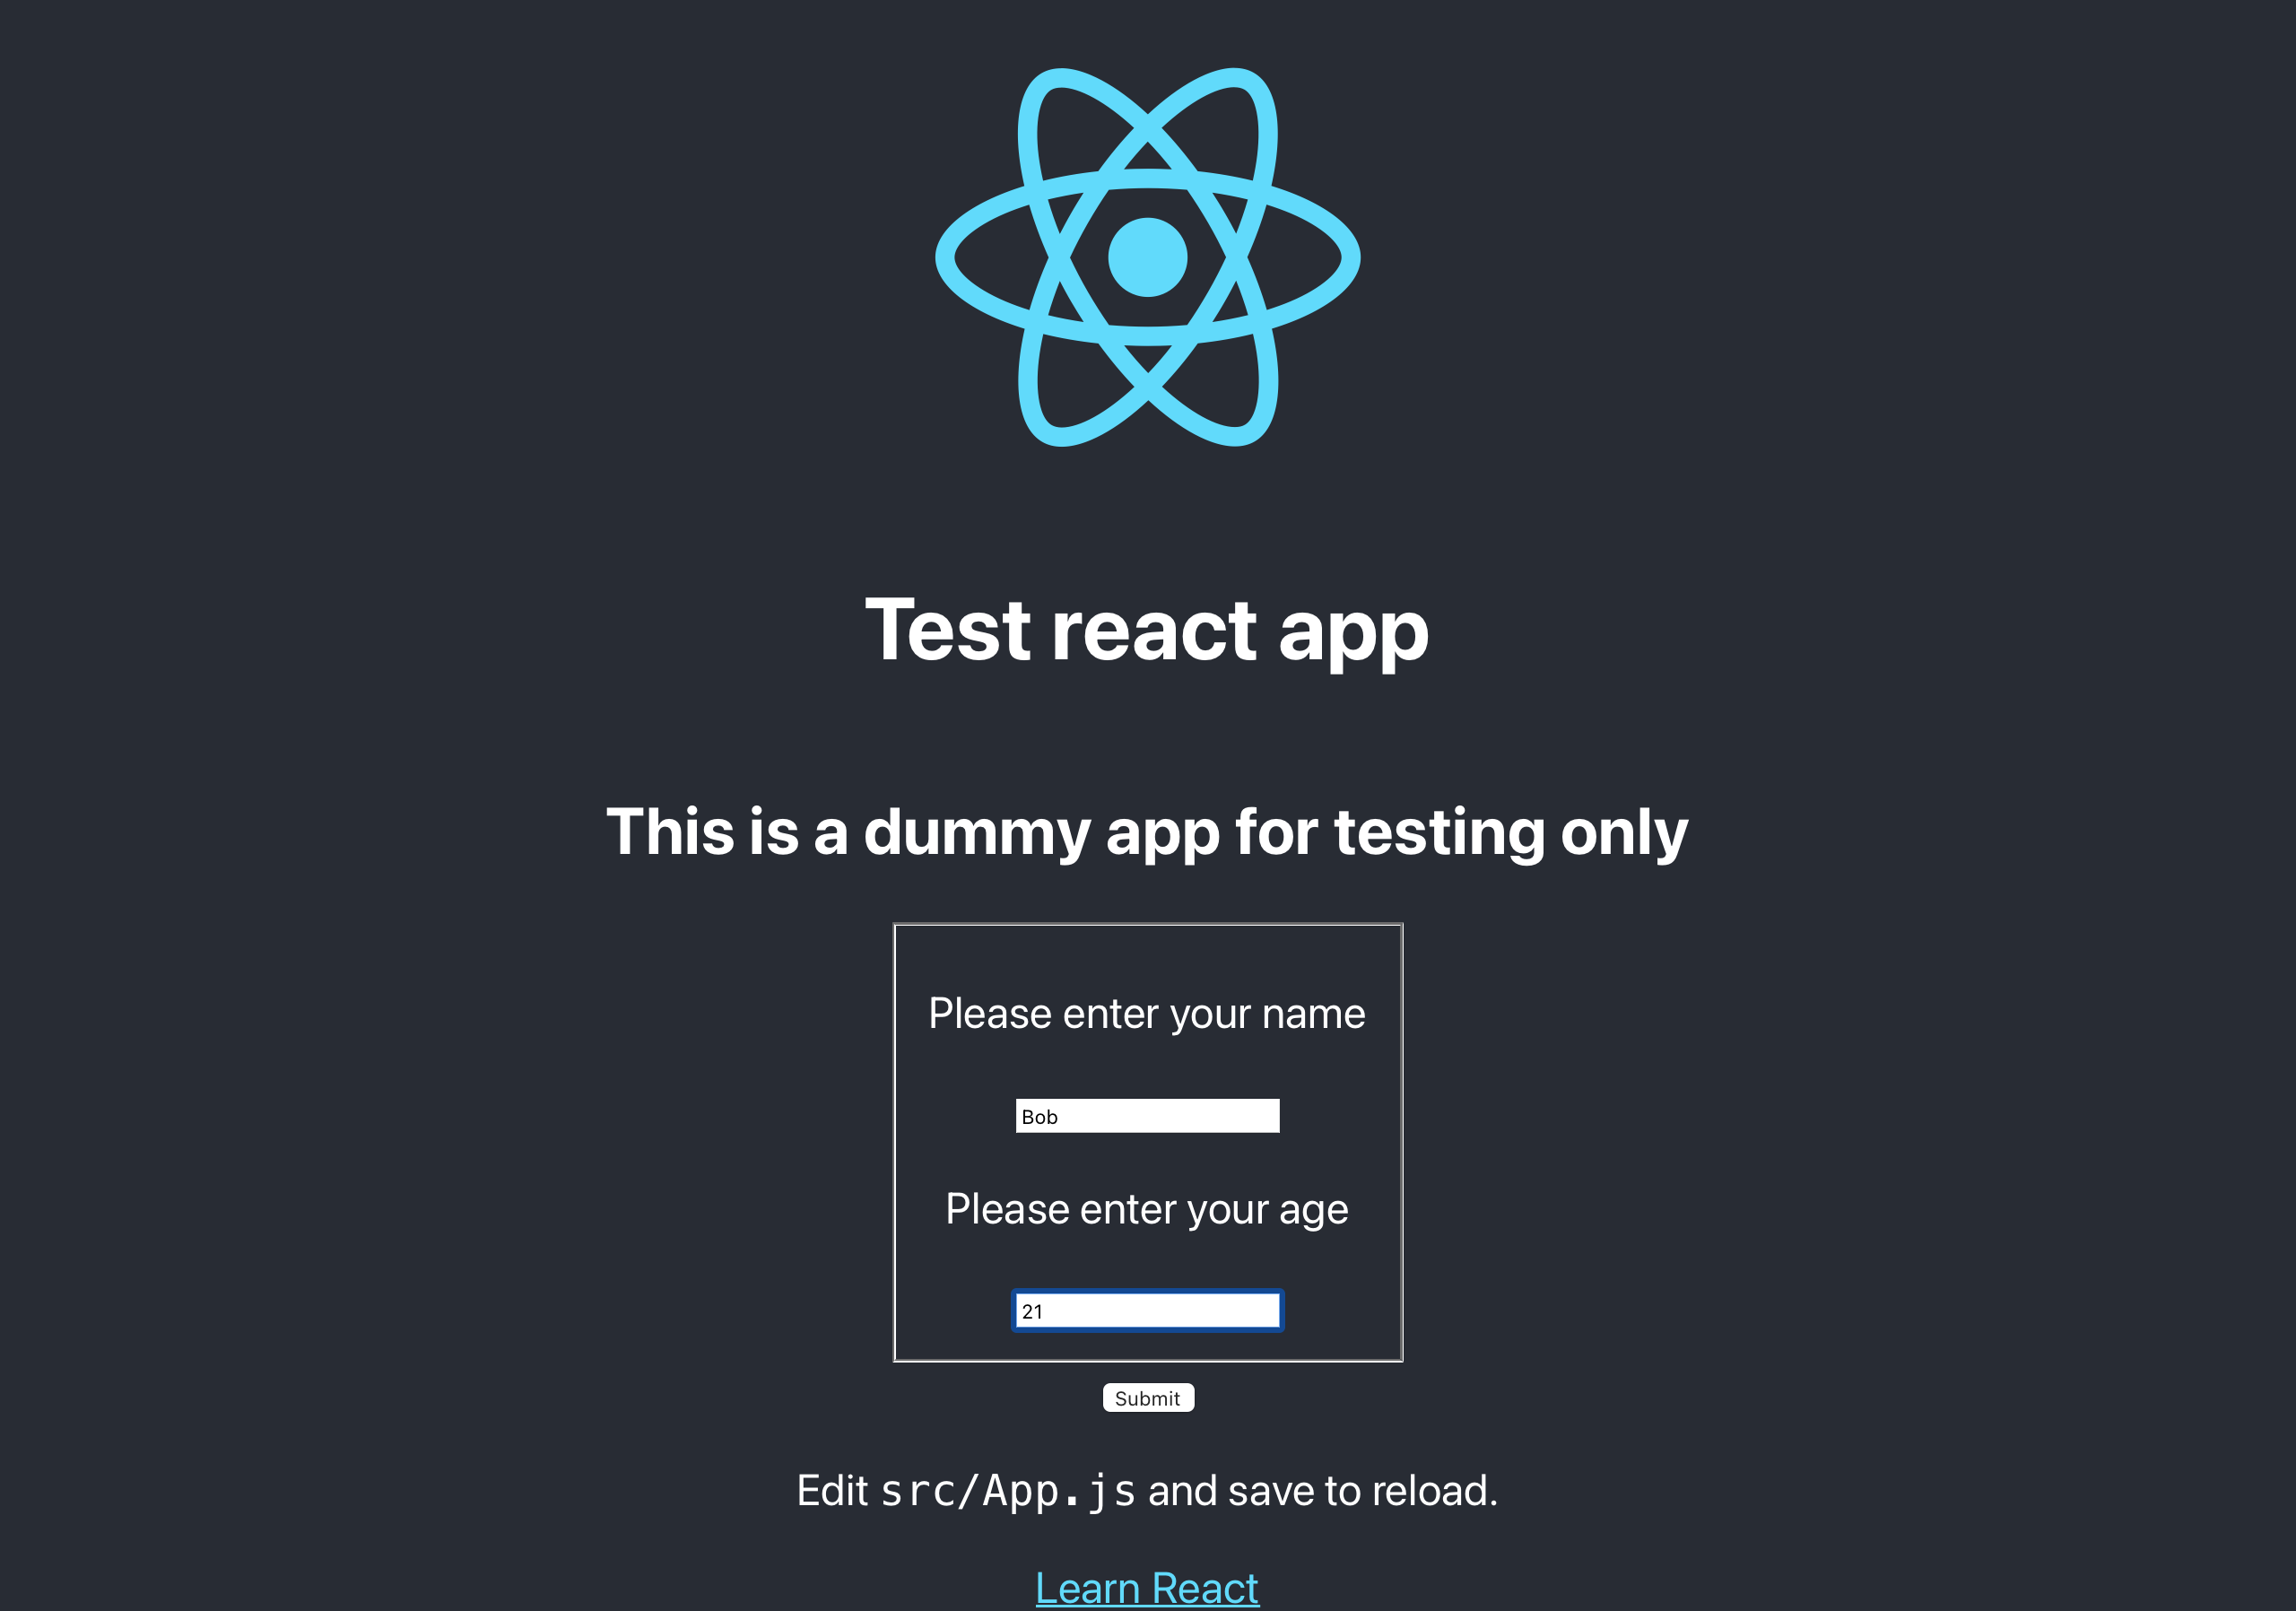 Test react app
This is a dummy app for testing only
Please enter your name
Bob
Please enter your age
21
Submit
Edit src/App.js and save to reload.
Learn React